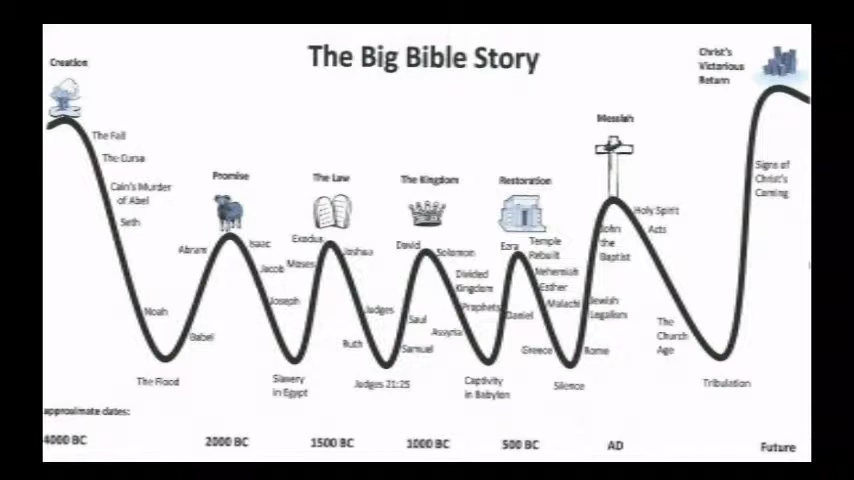 The Big Bible Story
Creation
The Fall
The Curse
Cain's Murder
of Abel
Seth
Noah
The Flood
Babel
Abram
Promise
Isaac
Jacob
Joseph
Slavery
in Egypt
Moses
Exodus
The Law
Joshua
Judges
Ruth
Judges 21:25
Samuel
Saul
David
The Kingdom
Solomon
Divided
Kingdom
Prophets
Assyria
Captivity
in Babylon
Daniel
Ezra
Restoration
Temple
Rebuilt
Nehemiah
Esther
Malachi
Greece
Silence
Rome
Jewish
Legalism
John
the
Baptist
Messiah
Holy Spirit
Acts
The
Church
Age
Tribulation
Signs of
Christ's
Coming
Christ's
Victorious
Return
approximate dates:
4000 BC
2000 BC
1500 BC
1000 BC
500 BC
AD
Future